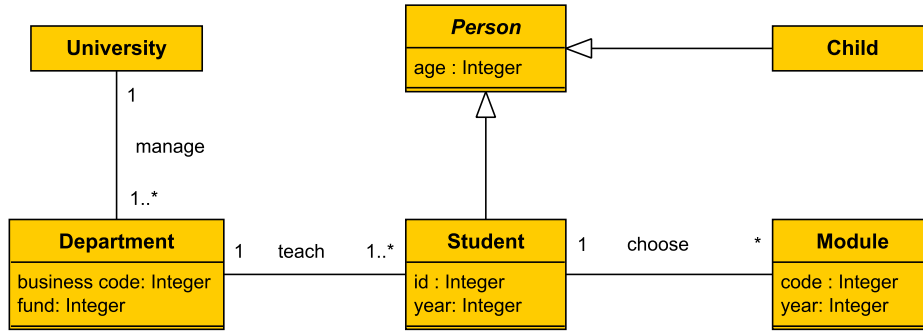 University
Person
age : Integer
Child
1
manage
1..*
Department
business code: Integer
fund: Integer
1 teach 1..*
Student
id : Integer
year: Integer
1 choose *
Module
code : Integer
year: Integer